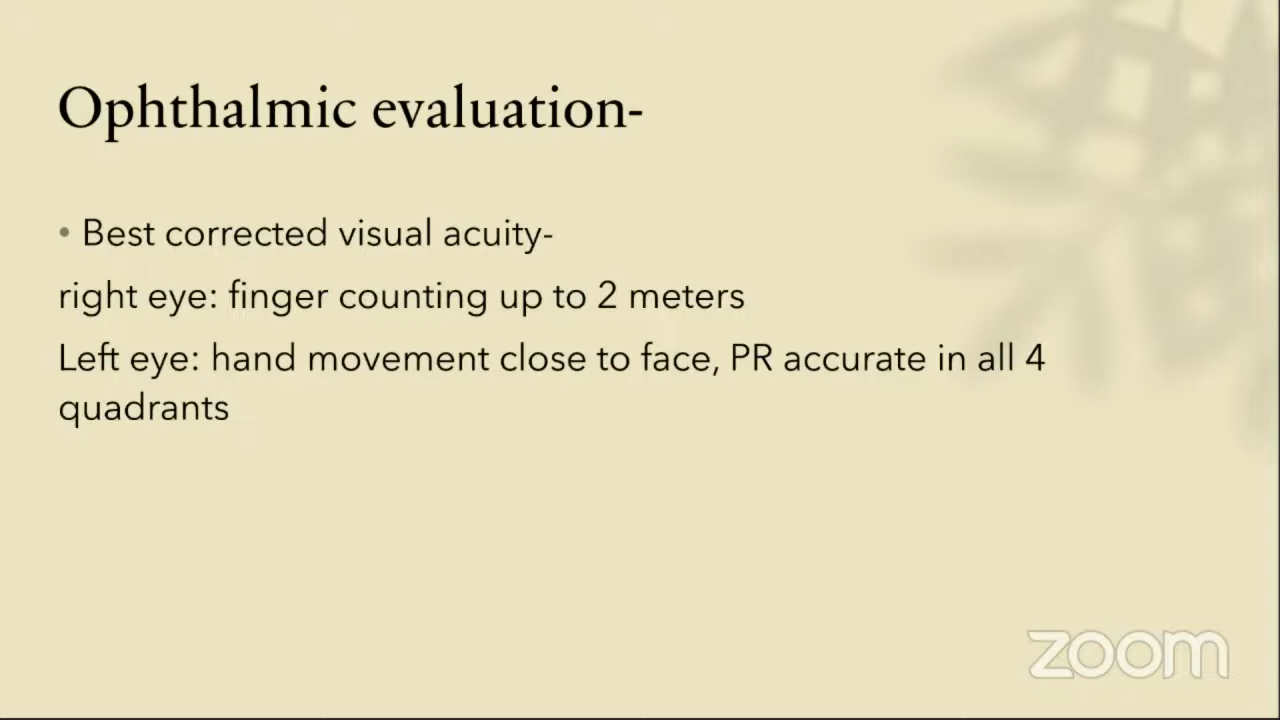 Ophthalmic evaluation-
• Best corrected visual acuity-
right eye: finger counting up to 2 meters
Left eye: hand movement close to face, PR accurate in all 4
quadrants
zoom